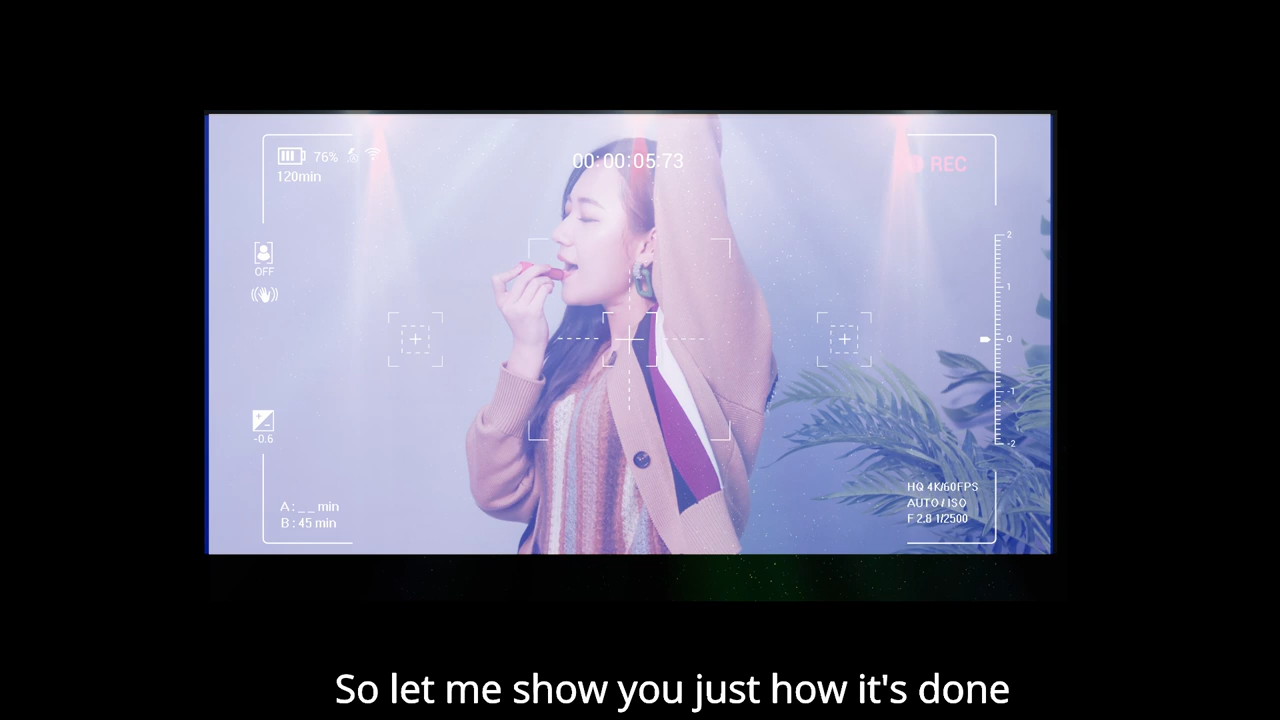 76%
00:00:05:73
REC
120min
OFF
2
1
0
-1
-2
-0.6
HQ 4K/60FPS
A : _ _ min
AUTO / ISO
B : 45 min
F 2.8 1/2500
So let me show you just how it's done